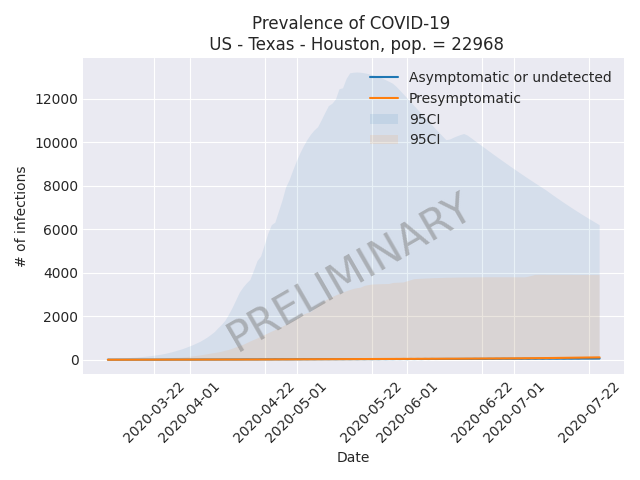 Prevalence of COVID-19
US - Texas - Houston, pop. = 22968
Asymptomatic or undetected
Presymptomatic
95CI
95CI
12000
10000
8000
6000
4000
2000
0
# of infections
PRELIMINARY
2020-03-22
2020-04-01
2020-04-22
2020-05-01
2020-05-22
2020-06-01
2020-06-22
2020-07-01
2020-07-22
Date